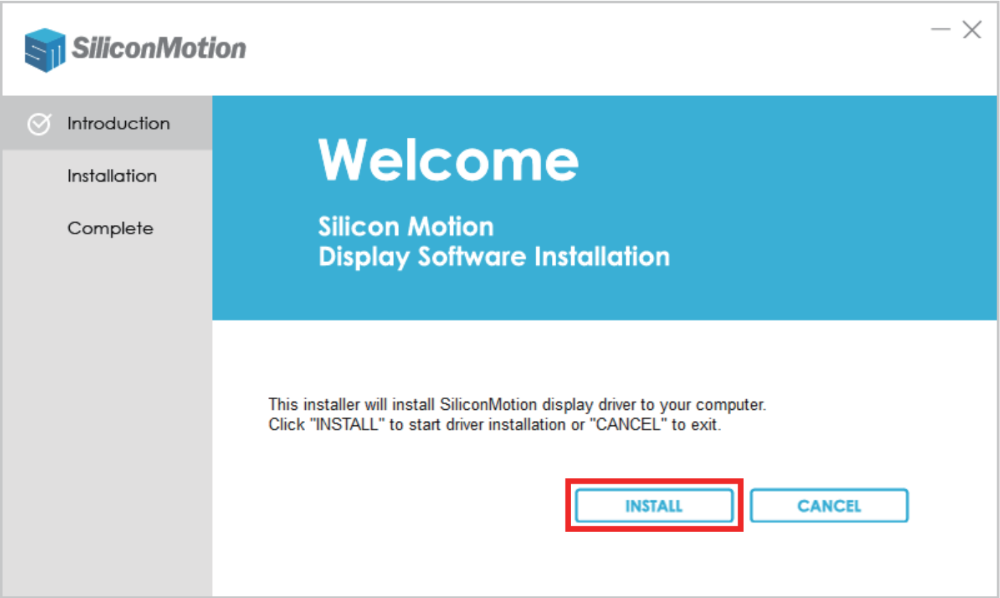 SiliconMotion
Introduction
Installation
Complete
Welcome
Silicon Motion
Display Software Installation
This installer will install SiliconMotion display driver to your computer.
Click "INSTALL" to start driver installation or "CANCEL" to exit.
INSTALL
CANCEL